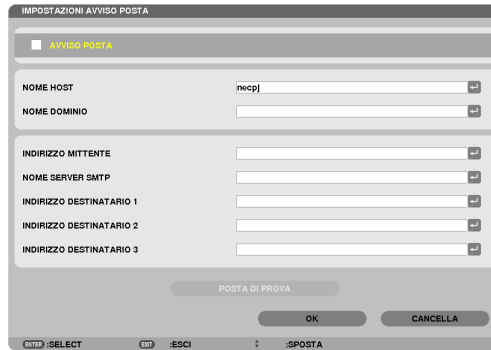 IMPOSTAZIONI AVVISO POSTA
AVVISO POSTA
NOME HOST necpj
NOME DOMINIO
INDIRIZZO MITTENTE
NOME SERVER SMTP
INDIRIZZO DESTINATARIO 1
INDIRIZZO DESTINATARIO 2
INDIRIZZO DESTINATARIO 3
POSTA DI PROVA
OK CANCELLA
ENTER :SELECT EXIT :ESCI :SPOSTA